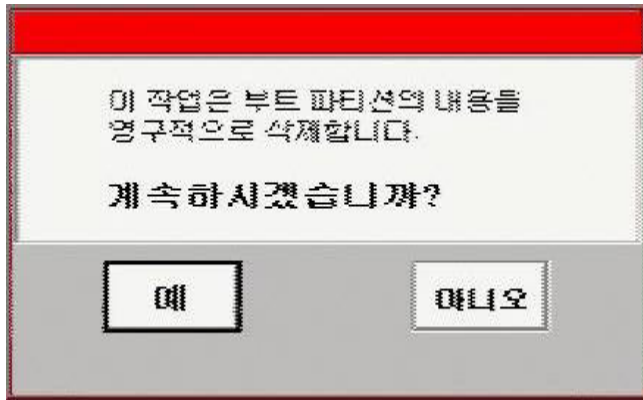 이 작업은 부트 파티션의 내용을
영구적으로 삭제합니다.
계속하시겠습니까?
예
아니오